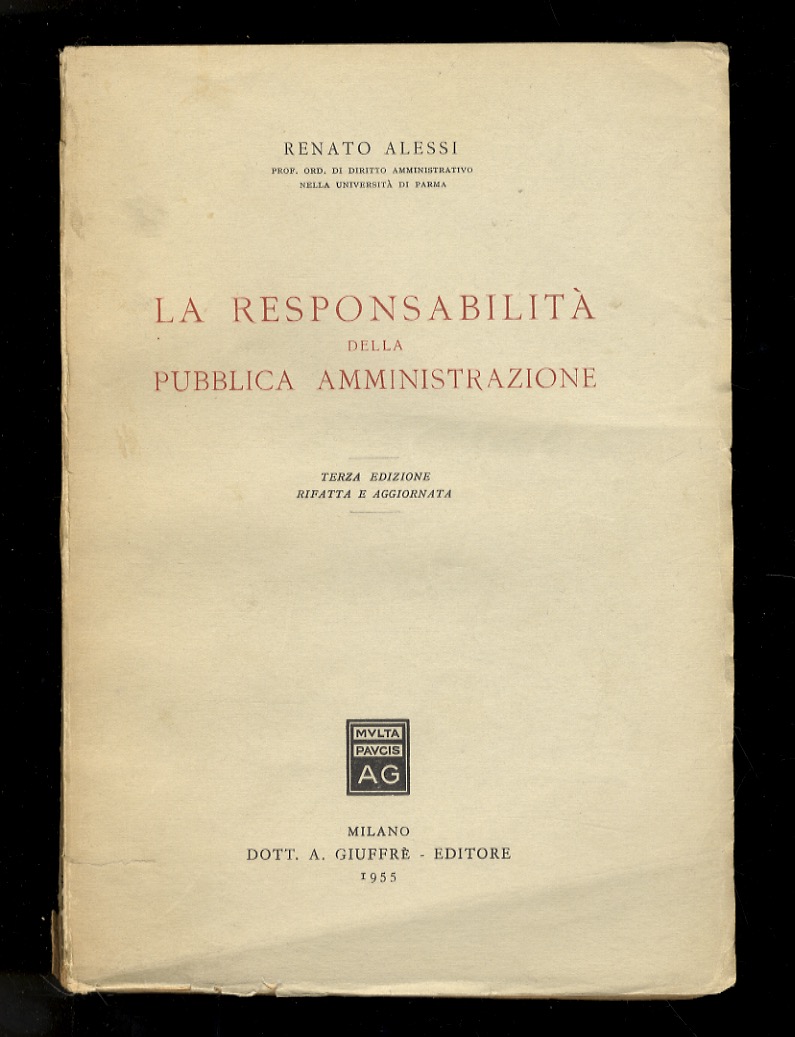 RENATO ALESSI
PROF. ORD. DI DIRITTO AMMINISTRATIVO
NELLA UNIVERSITÀ DI PARMA
LA RESPONSABILITÀ
DELLA
PUBBLICA AMMINISTRAZIONE
TERZA EDIZIONE
RIFATTA E AGGIORNATA
MVLTA
PAVCIS
AG
MILANO
DOTT. A. GIUFFRÈ - EDITORE
1955